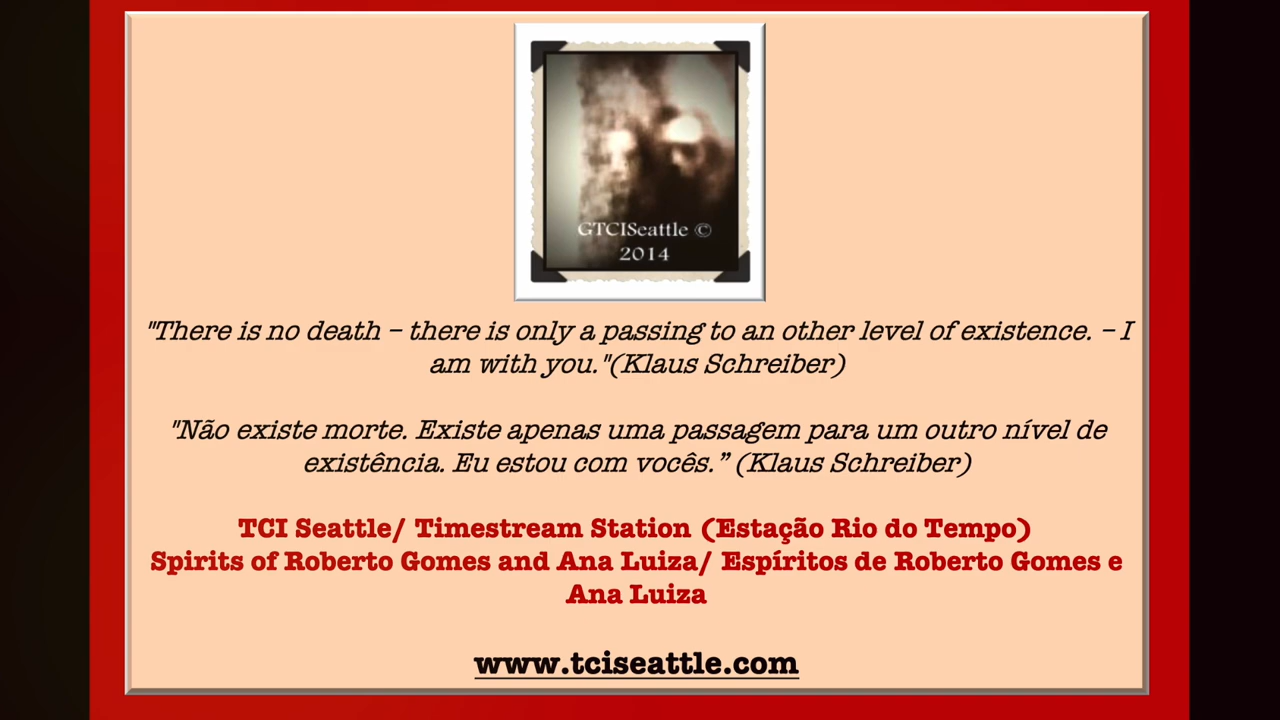 GTCISeattle ©
2014
"There is no death – there is only a passing to an other level of existence. – I
am with you."(Klaus Schreiber)
"Não existe morte. Existe apenas uma passagem para um outro nível de
existência. Eu estou com vocês.” (Klaus Schreiber)
TCI Seattle/ Timestream Station (Estação Rio do Tempo)
Spirits of Roberto Gomes and Ana Luiza/ Espíritos de Roberto Gomes e
Ana Luiza
www.tciseattle.com